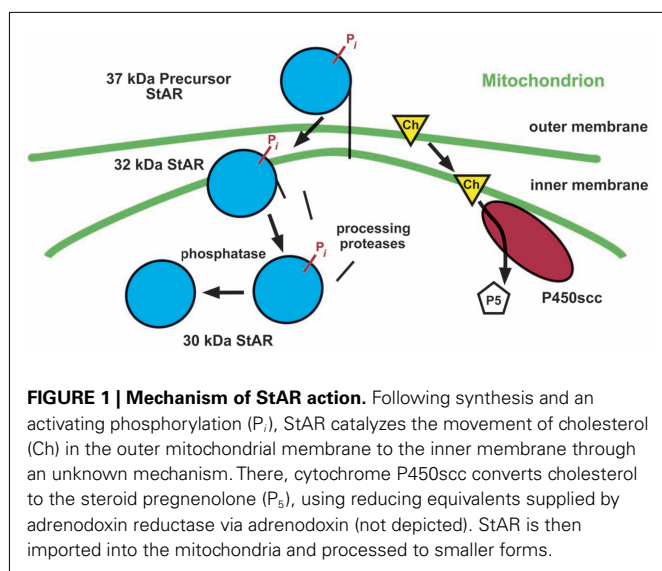 Pi
37 kDa Precursor
StAR
Mitochondrion
Ch
outer membrane
Pi
32 kDa StAR
Ch
inner membrane
processing
proteases
phosphatase
Pi
P5
P450scc
30 kDa StAR
FIGURE 1 | Mechanism of StAR action. Following synthesis and an
activating phosphorylation (Pi), StAR catalyzes the movement of cholesterol
(Ch) in the outer mitochondrial membrane to the inner membrane through
an unknown mechanism. There, cytochrome P450scc converts cholesterol
to the steroid pregnenolone (P5), using reducing equivalents supplied by
adrenodoxin reductase via adrenodoxin (not depicted). StAR is then
imported into the mitochondria and processed to smaller forms.